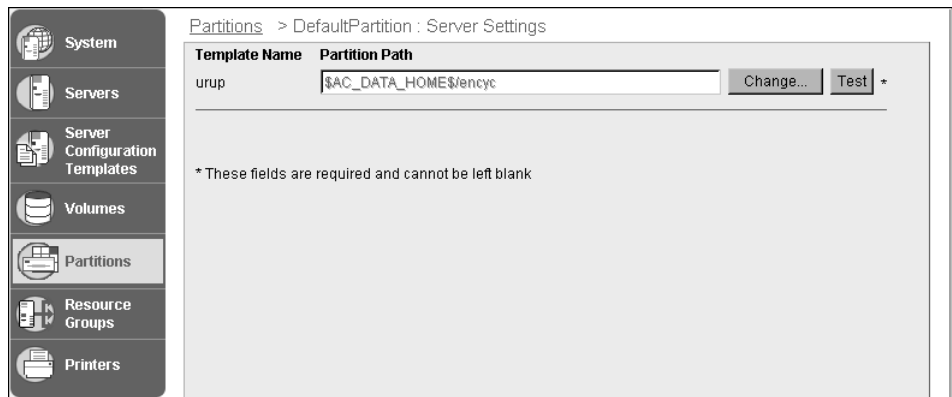 System
Servers
Server
Configuration
Templates
Volumes
Partitions
Resource
Groups
Printers
Partitions > DefaultPartition : Server Settings
Template Name Partition Path
urup $AC_DATA_HOME$/encyc Change... Test *
* These fields are required and cannot be left blank